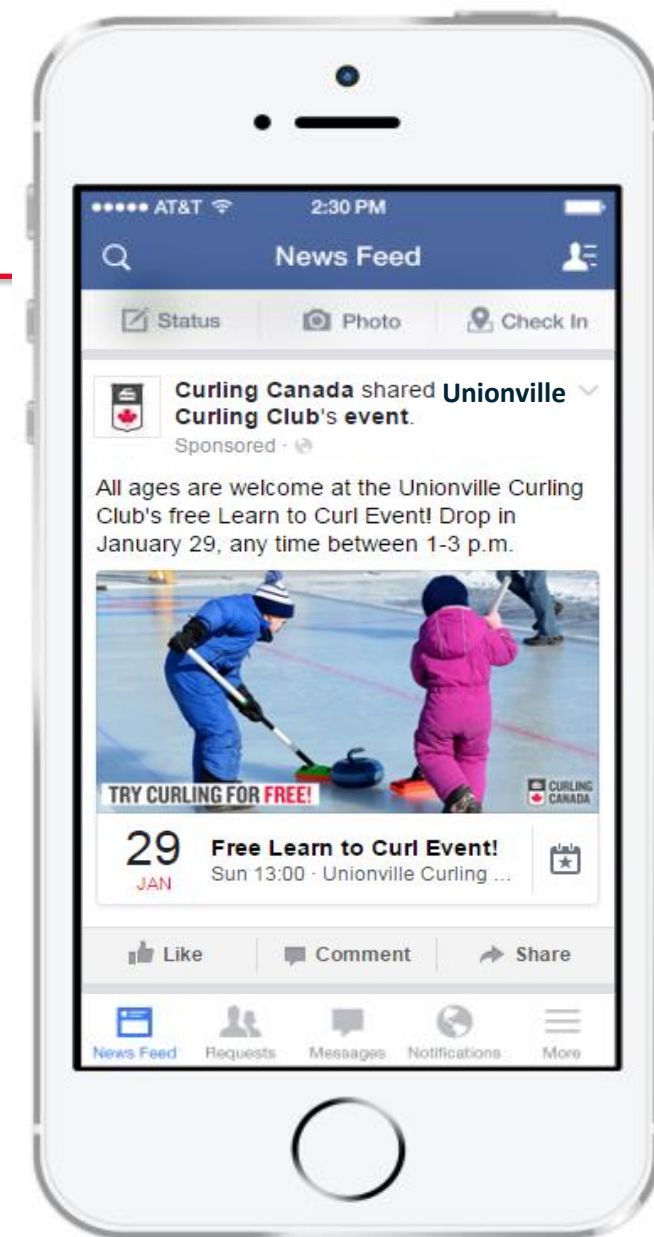 AT&T 2:30 PM
News Feed
Status Photo Check In
Curling Canada shared Unionville
Curling Club's event.
Sponsored ·
All ages are welcome at the Unionville Curling
Club's free Learn to Curl Event! Drop in
January 29, any time between 1-3 p.m.
TRY CURLING FOR FREE!
CURLING
CANADA
29
JAN
Free Learn to Curl Event!
Sun 13:00 · Unionville Curling ...
Like Comment Share
News Feed Requests Messages Notifications More